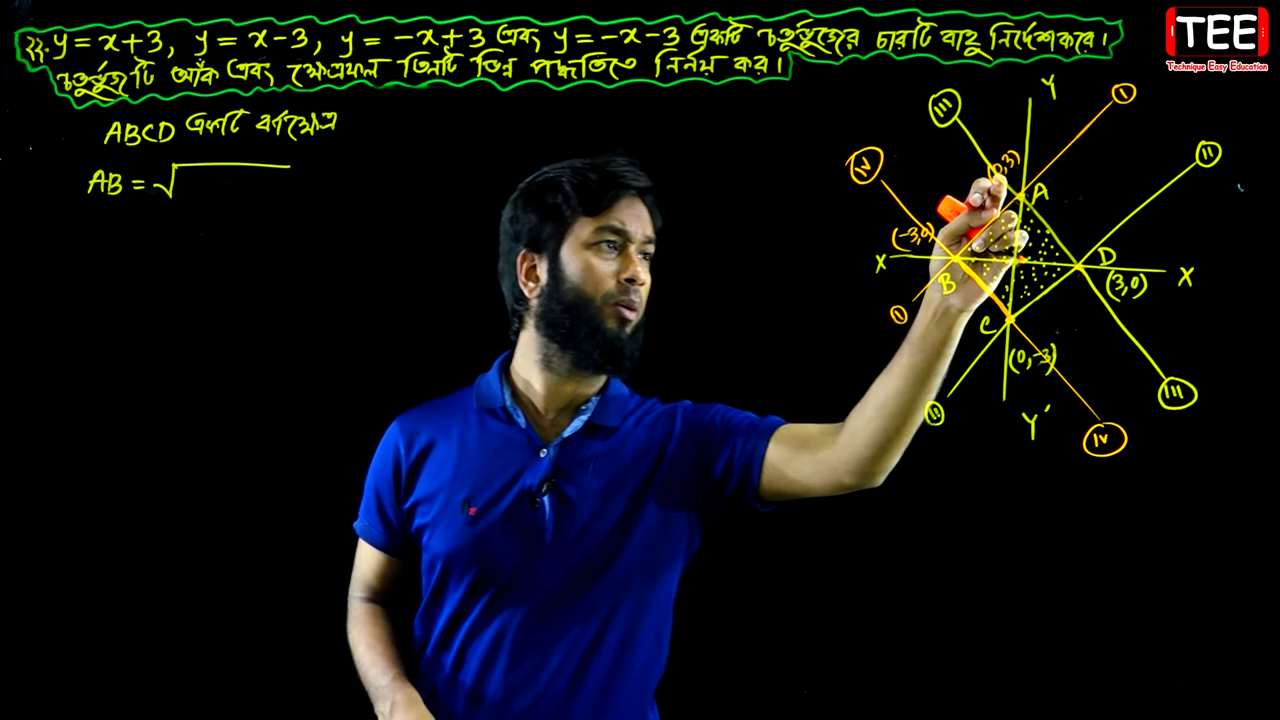 ২২. y = x+3, y = x-3, y = -x+3 এবং y = -x-3 একটি চতুর্ভুজের চারটি বাহু নির্দেশ করে।
চতুর্ভুজটি আঁক এবং ক্ষেত্রফল তিনটি ভিন্ন পদ্ধতিতে নির্ণয় কর।
TEE
Technique Easy Education
ABCD একটি বর্গক্ষেত্র
AB = √
Y
I
III
II
IV
(0,3)
A
(-3,0)
X
B
D
(3,0)
X
I
C
(0,-3)
III
II
Y′
IV